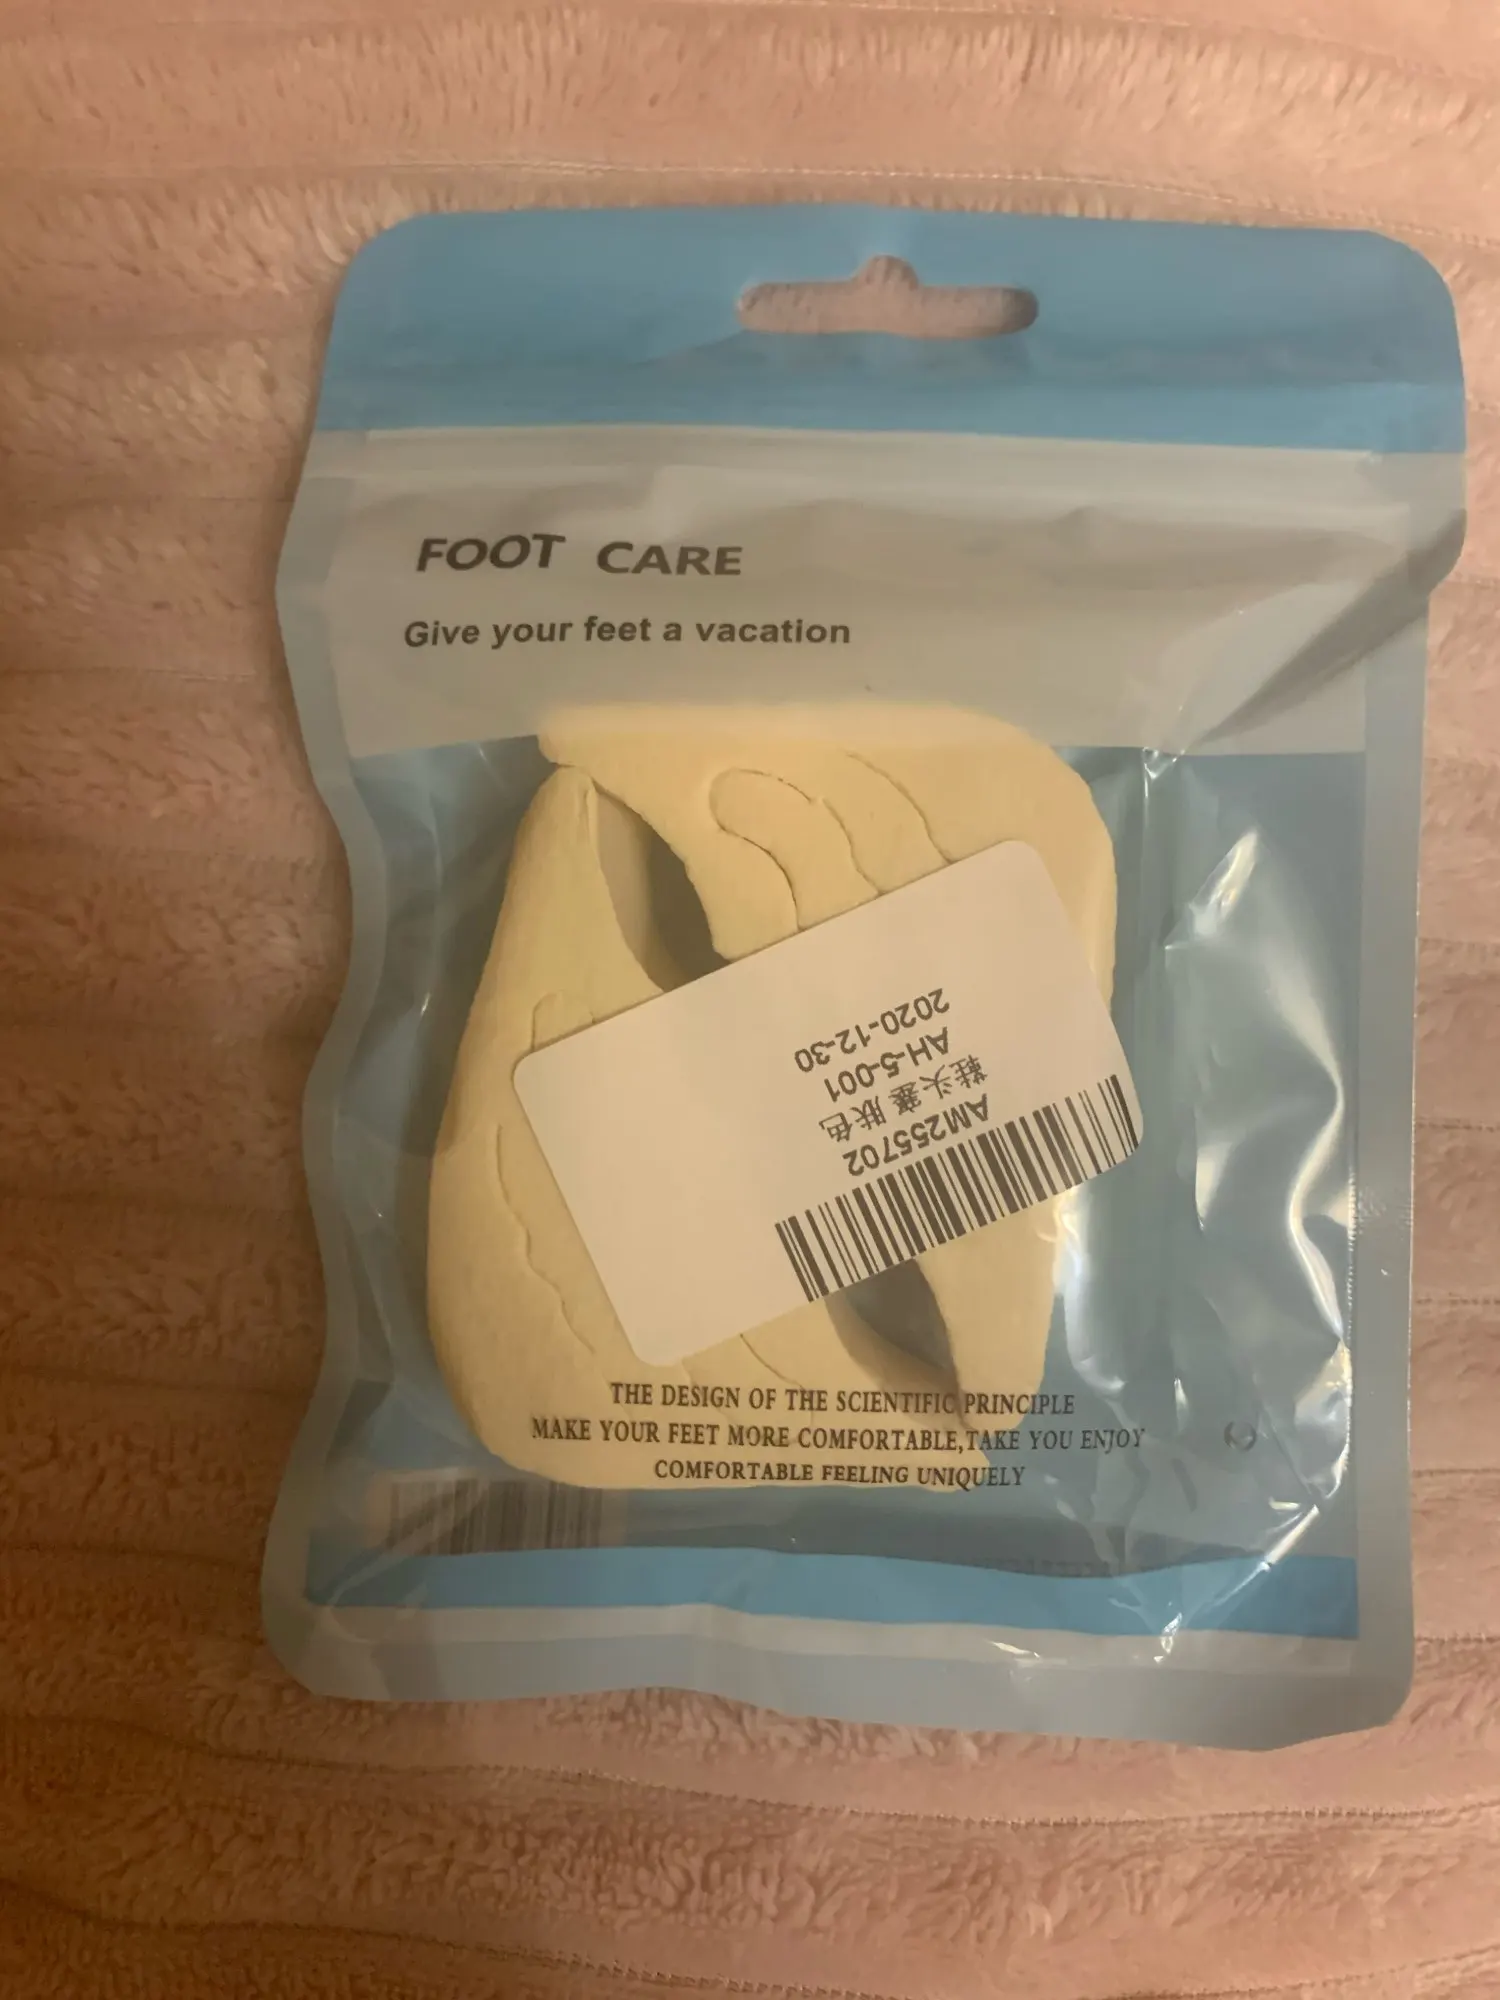 FOOT CARE
Give your feet a vacation
AM255702
鞋头塞 肤色
AH-5-001
2020-12-30
THE DESIGN OF THE SCIENTIFIC PRINCIPLE
MAKE YOUR FEET MORE COMFORTABLE,TAKE YOU ENJOY
COMFORTABLE FEELING UNIQUELY